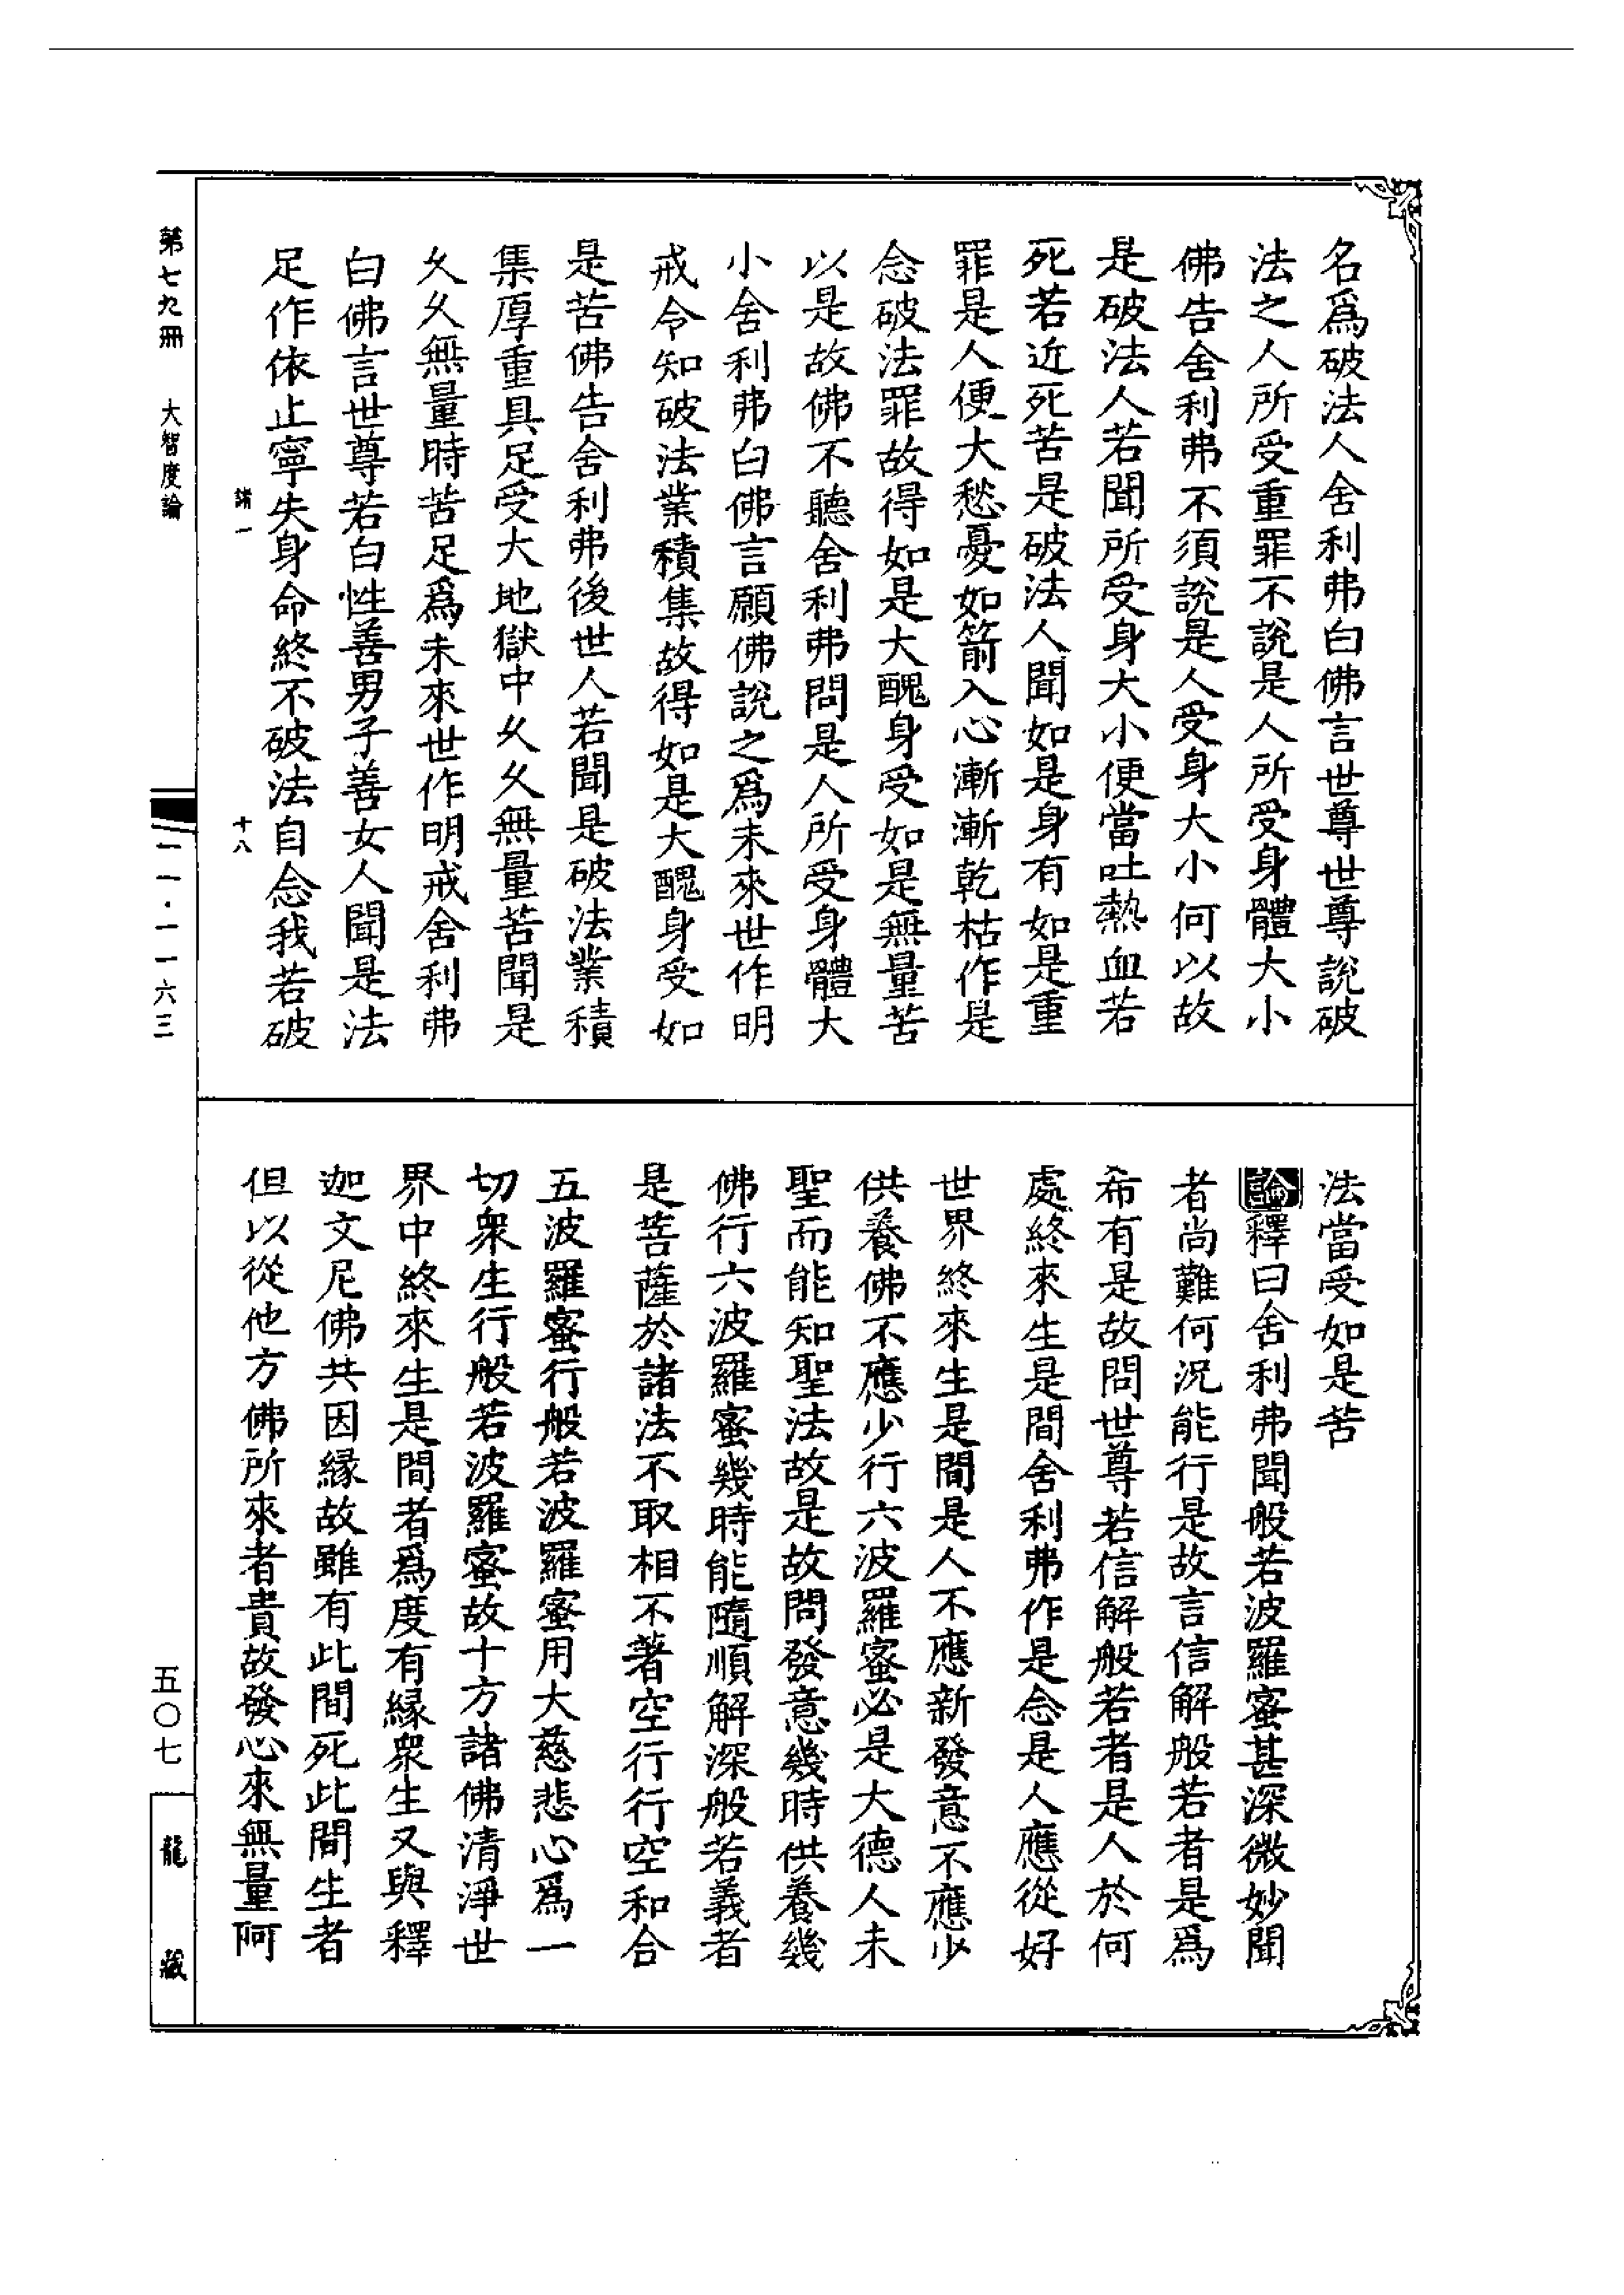 名爲破法人舍利弗白佛言世尊世尊說破
法之人所受重罪不說是人所受身體大小
佛告舍利弗不須說是人受身大小何以故
是破法人若聞所受身大小便當吐熱血若
死若近死苦是破法人聞如是身有如是重
罪是人便大愁憂如箭入心漸漸乾枯作是
念破法罪故得如是大醜身受如是無量苦
以是故佛不聽舍利弗問是人所受身體大
小舍利弗白佛言願佛說之爲未來世作明
戒令知破法業積集故得如是大醜身受如
是苦佛告舍利弗後世人若聞是破法業積
集厚重具足受大地獄中久久無量苦聞是
久久無量時苦足爲未來世作明戒舍利弗
白佛言世尊若白性善男子善女人聞是法
足作依止寧失身命終不破法自念我若破
諸一 十八
法當受如是苦
論釋曰舍利弗聞般若波羅蜜甚深微妙聞
者尚難何況能行是故言信解般若者是爲
希有是故問世尊若信解般若者是人於何
處終來生是間舍利弗作是念是人應從好
世界終來生是間是人不應新發意不應少
供養佛不應少行六波羅蜜必是大德人未
聖而能知聖法故是故問發意幾時供養幾
佛行六波羅蜜幾時能隨順解深般若義者
是菩薩於諸法不取相不著空行行空和合
五波羅蜜行般若波羅蜜用大慈悲心爲一
切衆生行般若波羅蜜故十方諸佛清淨世
界中終來生是間者爲度有緣衆生又與釋
迦文尼佛共因緣故雖有此間死此間生者
但以從他方佛所來者貴故發心來無量阿
第七九冊 大智度論
一一一·一一六三
五〇七
龍藏